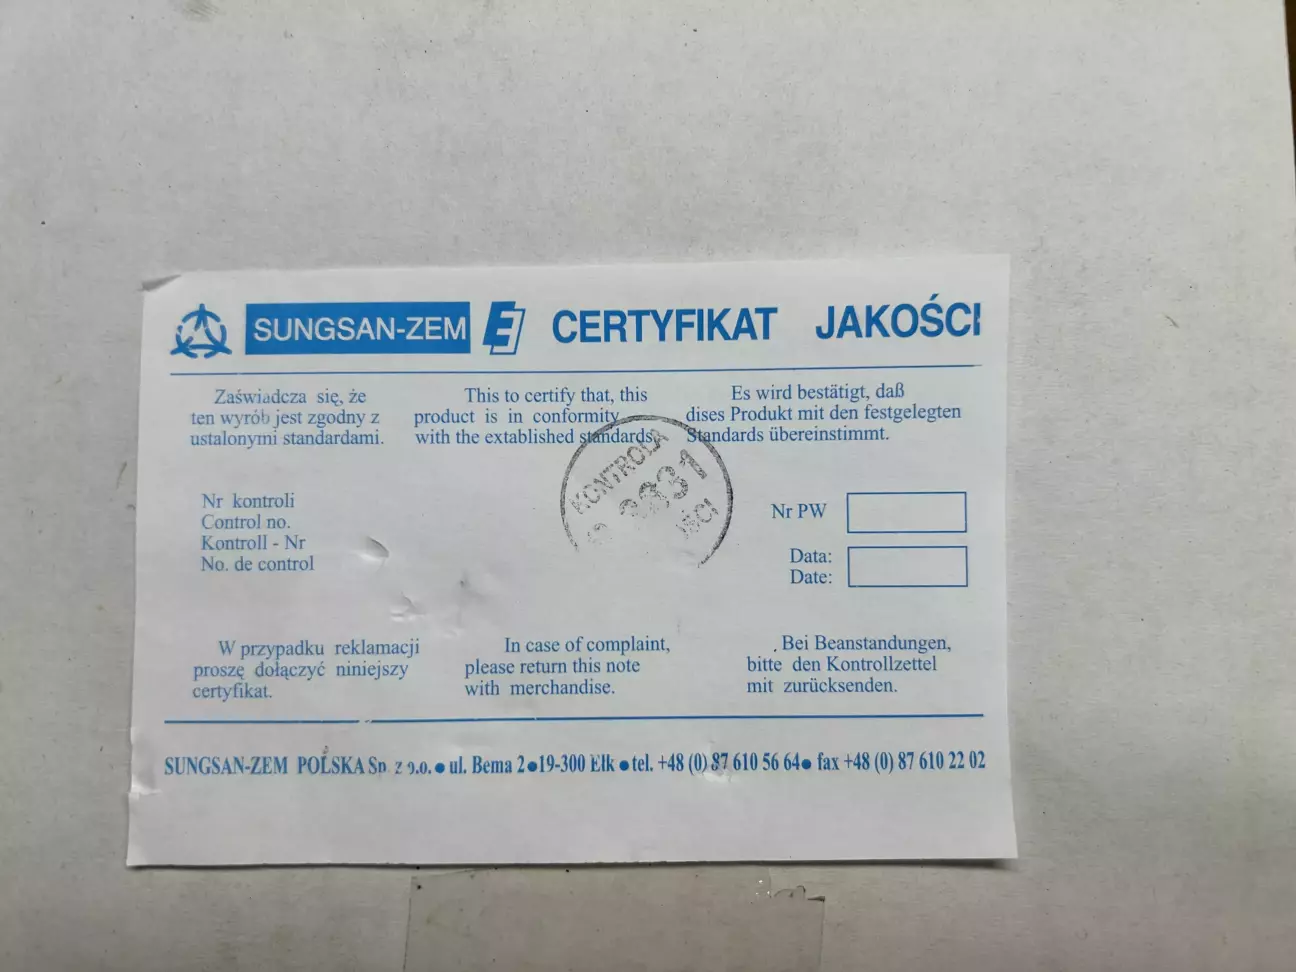 SUNGSAN-ZEM CERTYFIKAT JAKOŚCI
Zaświadcza się, że
ten wyrób jest zgodny z
ustalonymi standardami.
This to certify that, this
product is in conformity
with the extablished standards.
Es wird bestätigt, daß
dises Produkt mit den festgelegten
Standards übereinstimmt.
KONTROLA
Nr kontroli
Control no.
Kontroll - Nr
No. de control
Nr PW
Data:
Date:
W przypadku reklamacji
proszę dołączyć niniejszy
certyfikat.
In case of complaint,
please return this note
with merchandise.
Bei Beanstandungen,
bitte den Kontrollzettel
mit zurücksenden.
SUNGSAN-ZEM POLSKA Sp. z o.o. • ul. Bema 2 • 19-300 Ełk • tel. +48 (0) 87 610 56 64 • fax +48 (0) 87 610 22 02